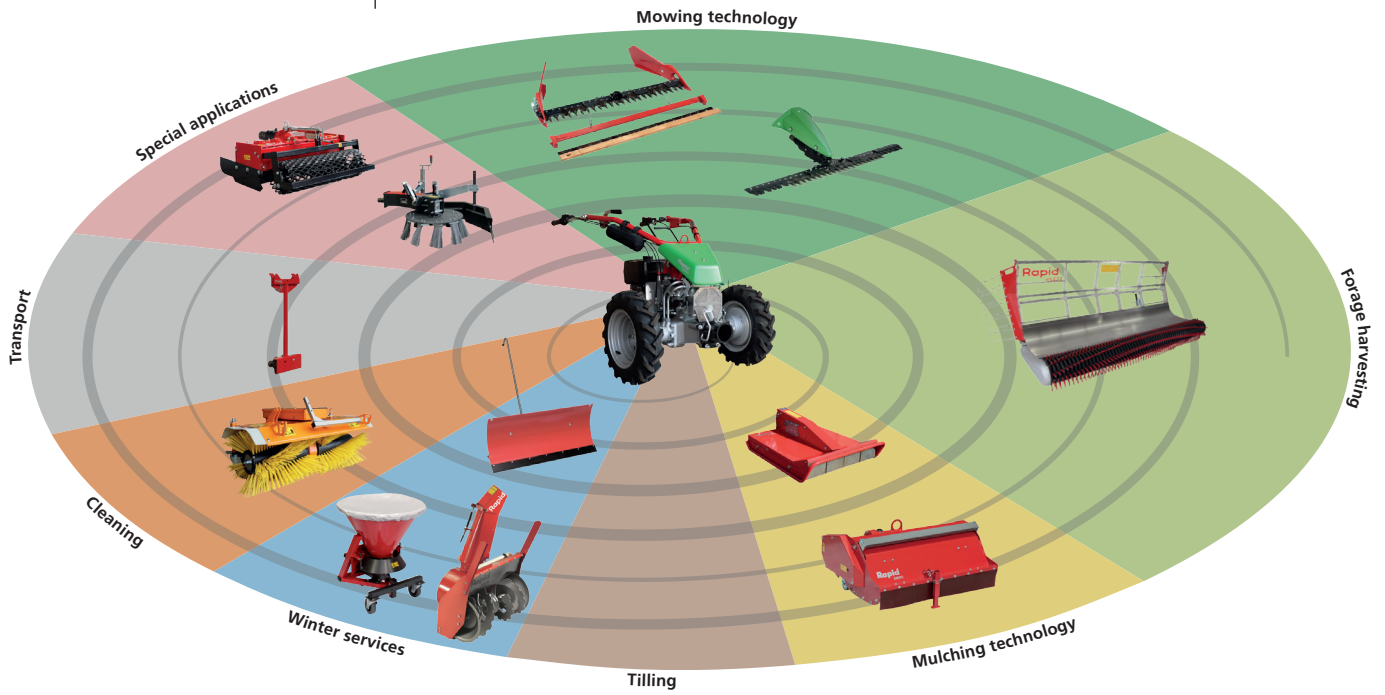 Mowing technology
Special applications
Forage harvesting
Transport
Cleaning
Winter services
Tilling
Mulching technology
Rapid
Rapid
Rapid